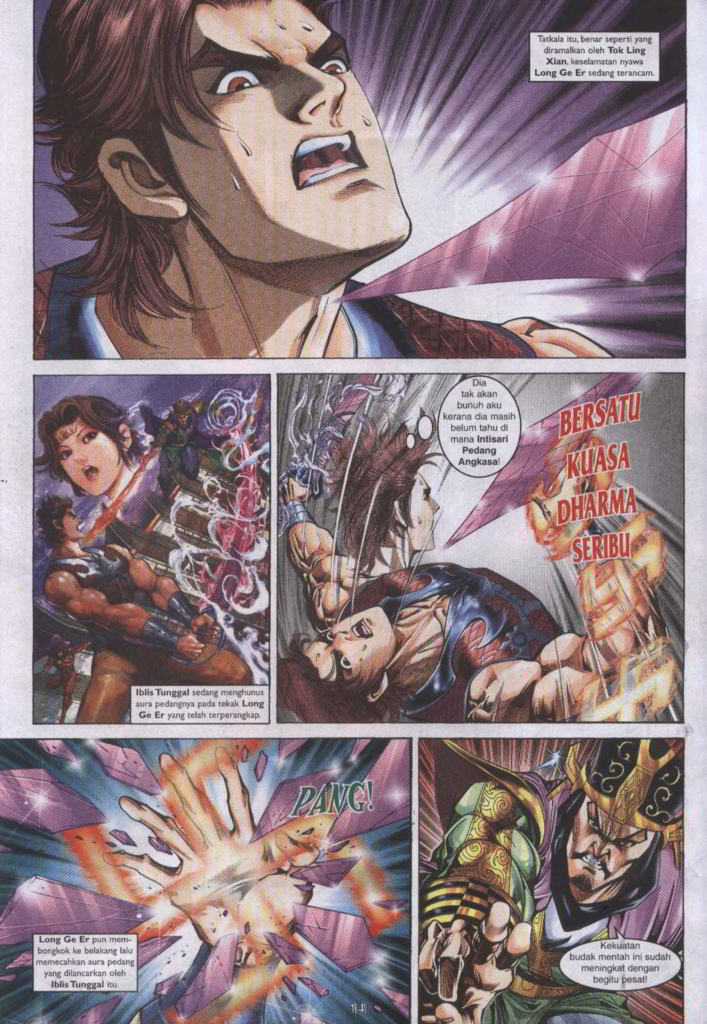 Tatkala itu, benar seperti yang
diramalkan oleh Tok Ling
Xian, keselamatan nyawa
Long Ge Er sedang terancam.
Iblis Tunggal sedang menghunus
aura pedangnya pada tekak Long
Ge Er yang telah terperangkap.
Dia
tak akan
bunuh aku
kerana dia masih
belum tahu di
mana Intisari
Pedang
Angkasa!
BERSATU
KUASA
DHARMA
SERIBU
PANG!
Long Ge Er pun mem-
bongkok ke belakang lalu
memecahkan aura pedang
yang dilancarkan oleh
Iblis Tunggal itu.
Kekuatan
budak mentah ini sudah
meningkat dengan
begitu pesat!
14